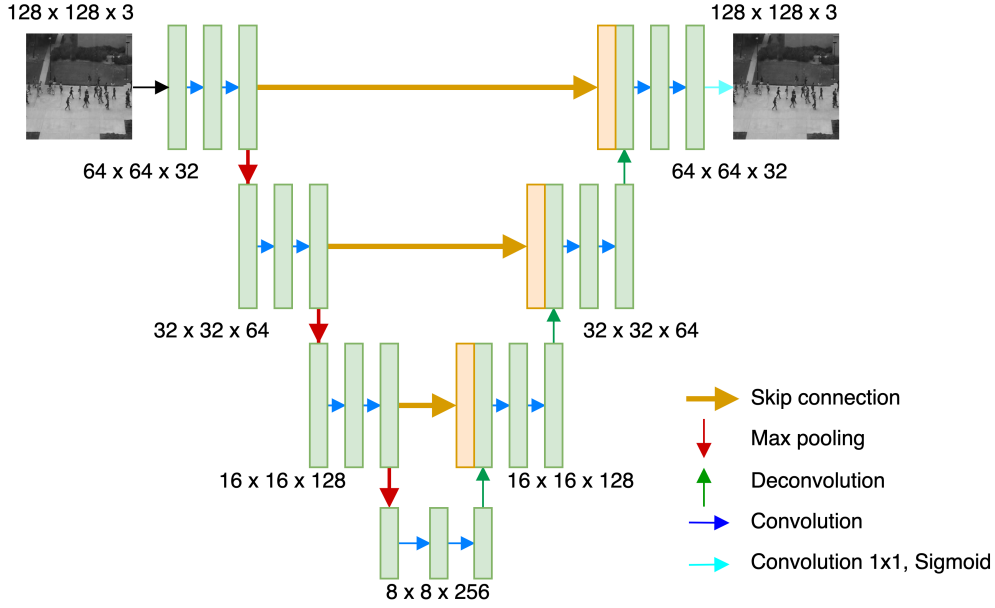 128 x 128 x 3
128 x 128 x 3
64 x 64 x 32
64 x 64 x 32
32 x 32 x 64
32 x 32 x 64
16 x 16 x 128
16 x 16 x 128
8 x 8 x 256
Skip connection
Max pooling
Deconvolution
Convolution
Convolution 1x1, Sigmoid